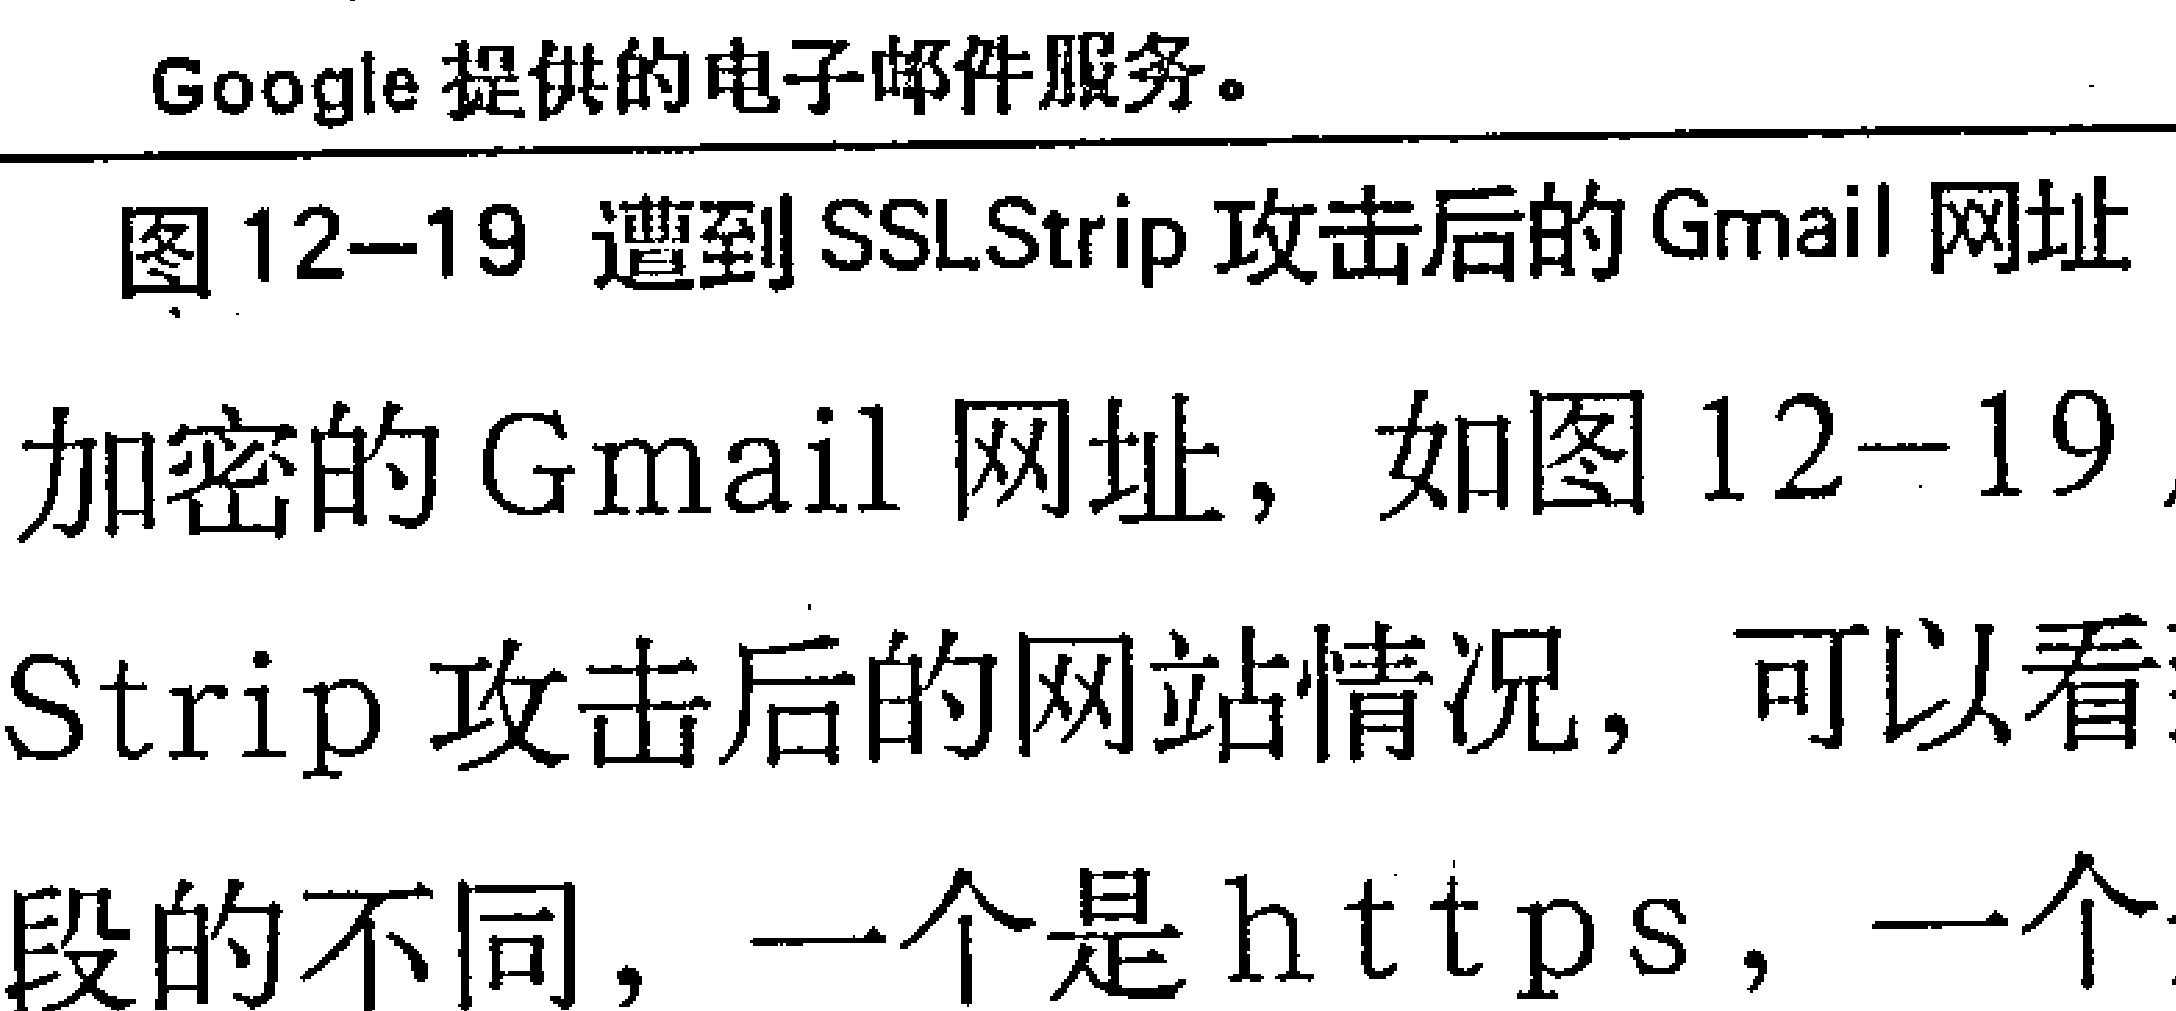 Google 提供的电子邮件服务。
图 12-19 遭到 SSLStrip 攻击后的 Gmail 网址
加密的 Gmail 网址，如图 12-19
Strip 攻击后的网站情况，可以看
段的不同，一个是 https，一个